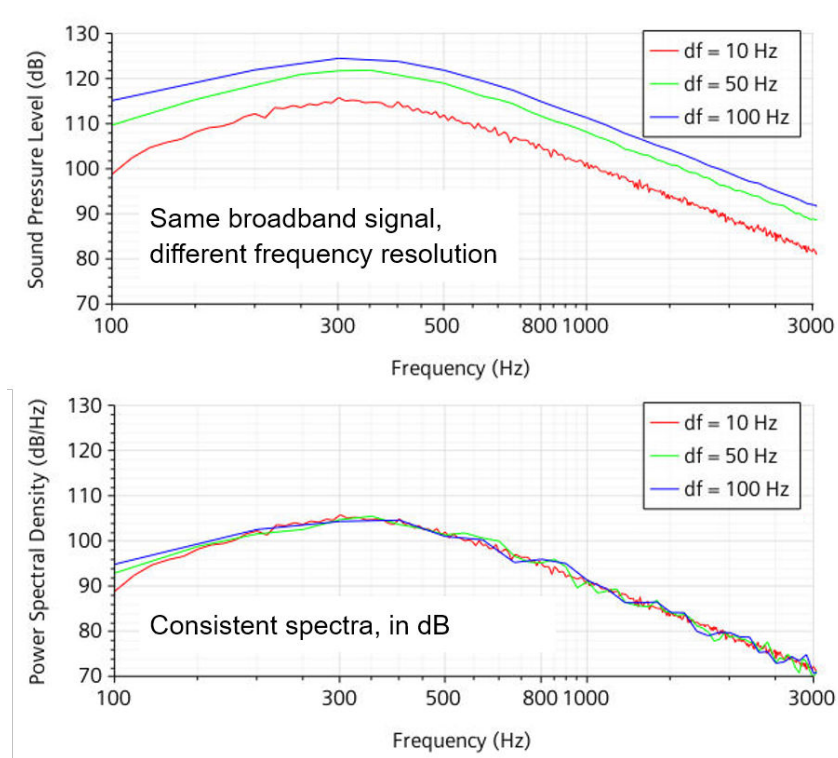 130
120
110
100
90
80
70
Sound Pressure Level (dB)
df = 10 Hz
df = 50 Hz
df = 100 Hz
Same broadband signal,
different frequency resolution
100 300 500 800 1000 3000
Frequency (Hz)
130
120
110
100
90
80
70
Power Spectral Density (dB/Hz)
df = 10 Hz
df = 50 Hz
df = 100 Hz
Consistent spectra, in dB
100 300 500 800 1000 3000
Frequency (Hz)